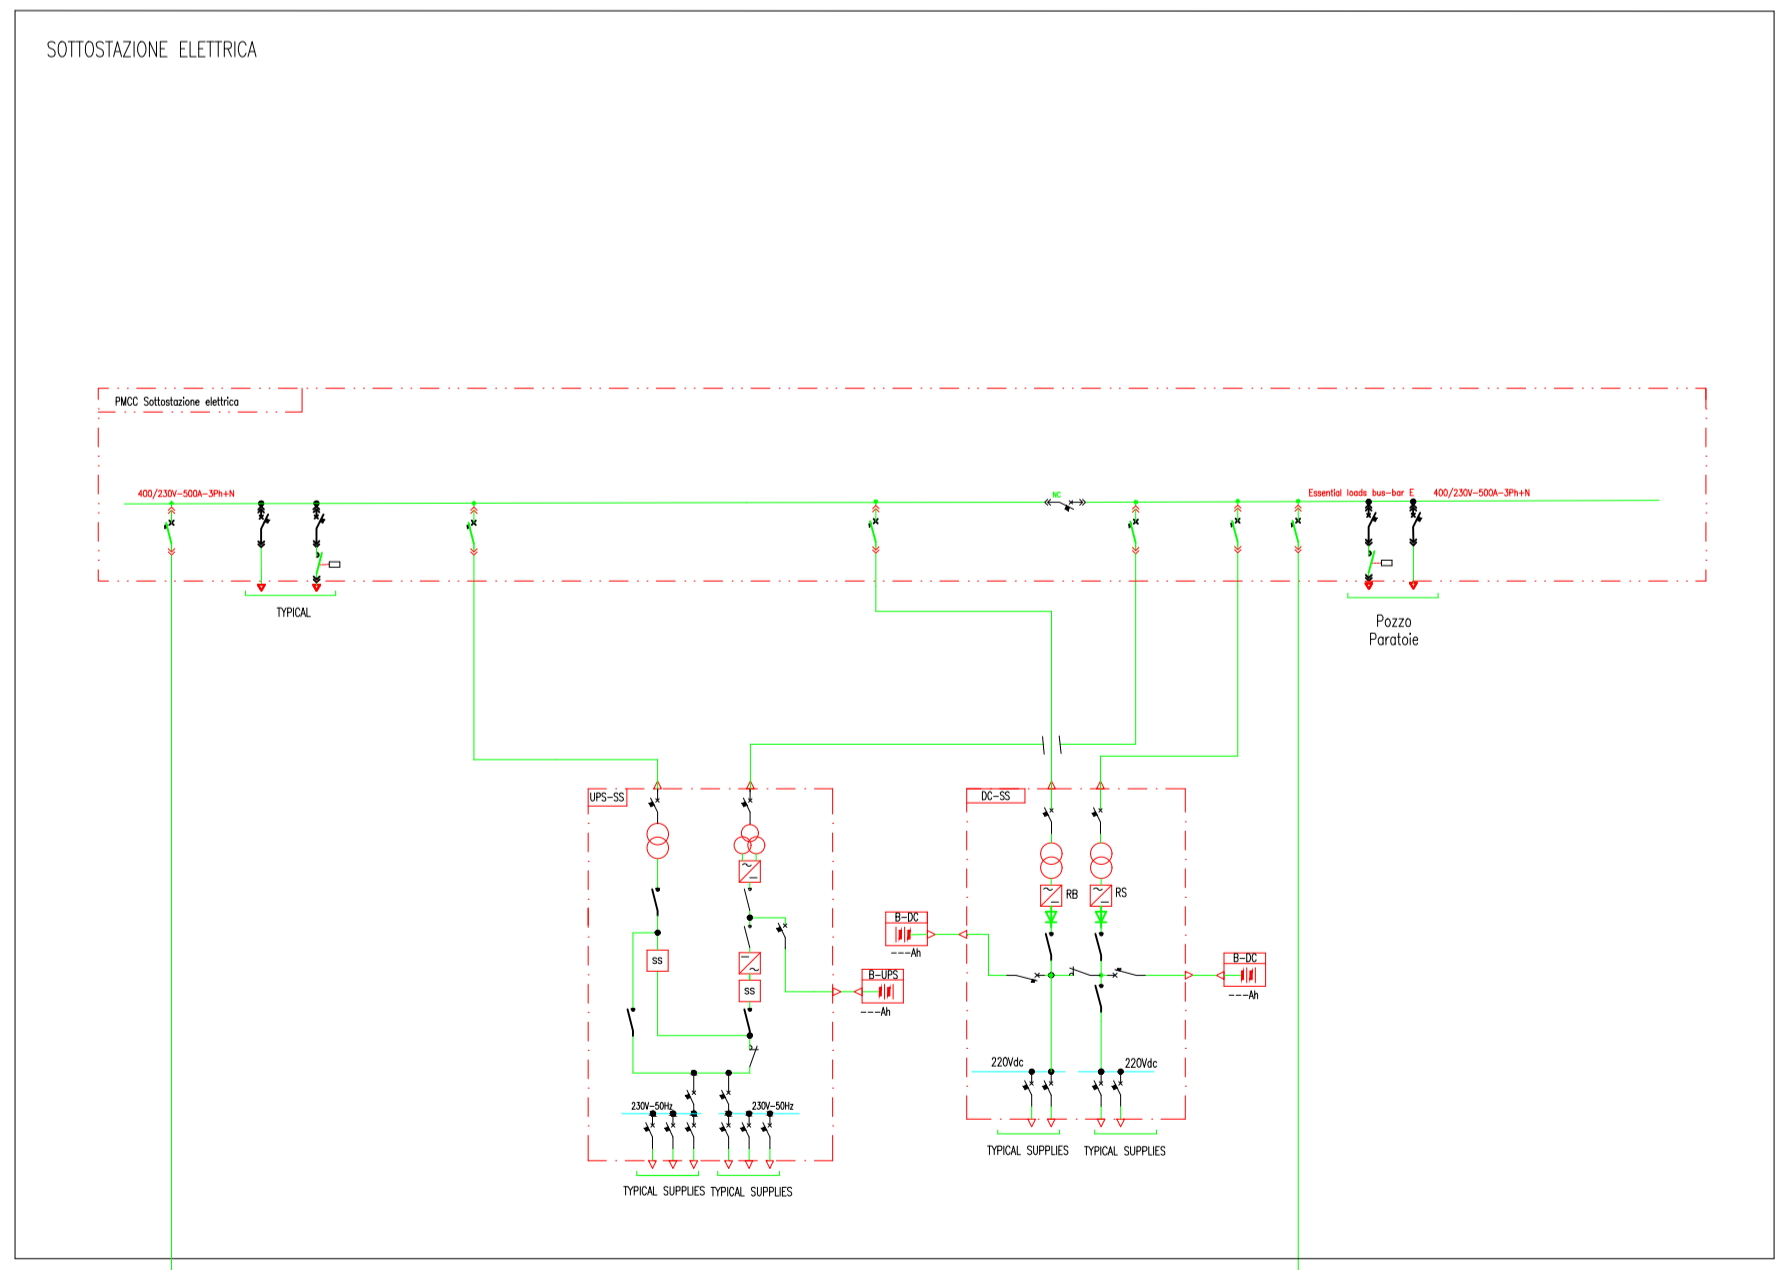 SOTTOSTAZIONE ELETTRICA
PMCC Sottostazione elettrica
400/230V-500A-3Ph+N
NC
Essential loads bus-bar E 400/230V-500A-3Ph+N
TYPICAL
Pozzo
Paratoie
UPS-SS
DC-SS
RB
RS
B-DC
---Ah
SS
B-UPS
---Ah
SS
B-DC
---Ah
220Vdc
220Vdc
230V-50Hz
230V-50Hz
TYPICAL SUPPLIES
TYPICAL SUPPLIES
TYPICAL SUPPLIES
TYPICAL SUPPLIES